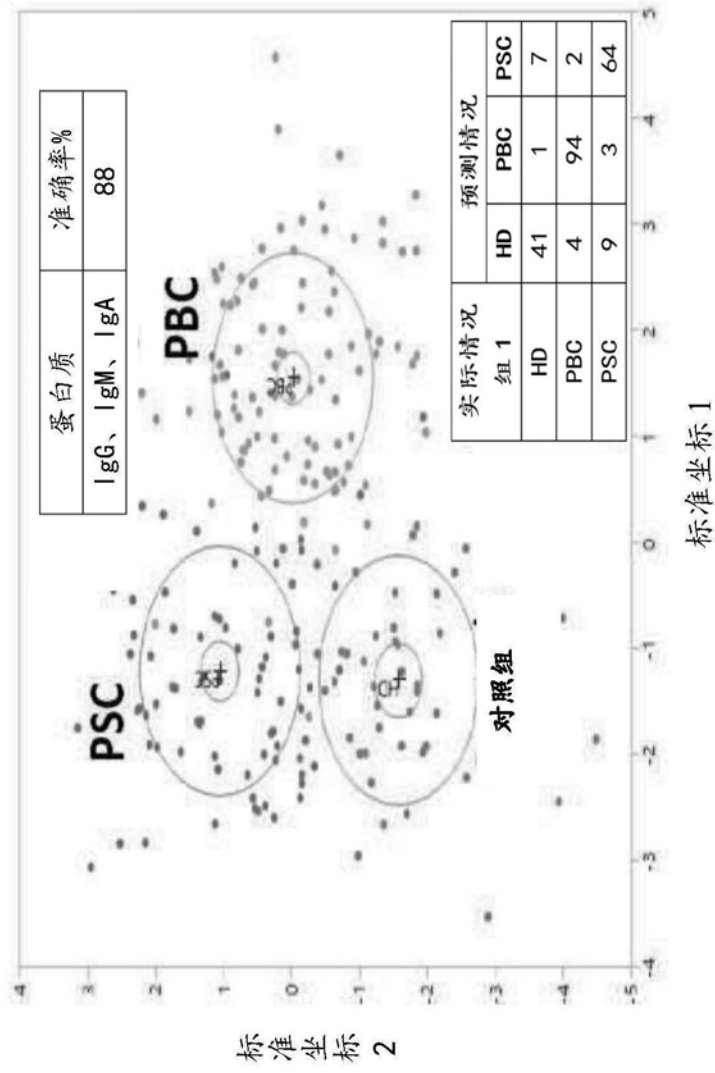 蛋白质 准确率%
IgG、IgM、IgA 88
PSC
PBC
对照组
实际情况 预测情况
组 1 HD PBC PSC
HD 41 1 7
PBC 4 94 2
PSC 9 3 64
标准坐标 2
4
3
2
1
0
-1
-2
-3
-4
-5
-4 -3 -2 -1 0 1 2 3 4 5
标准坐标 1